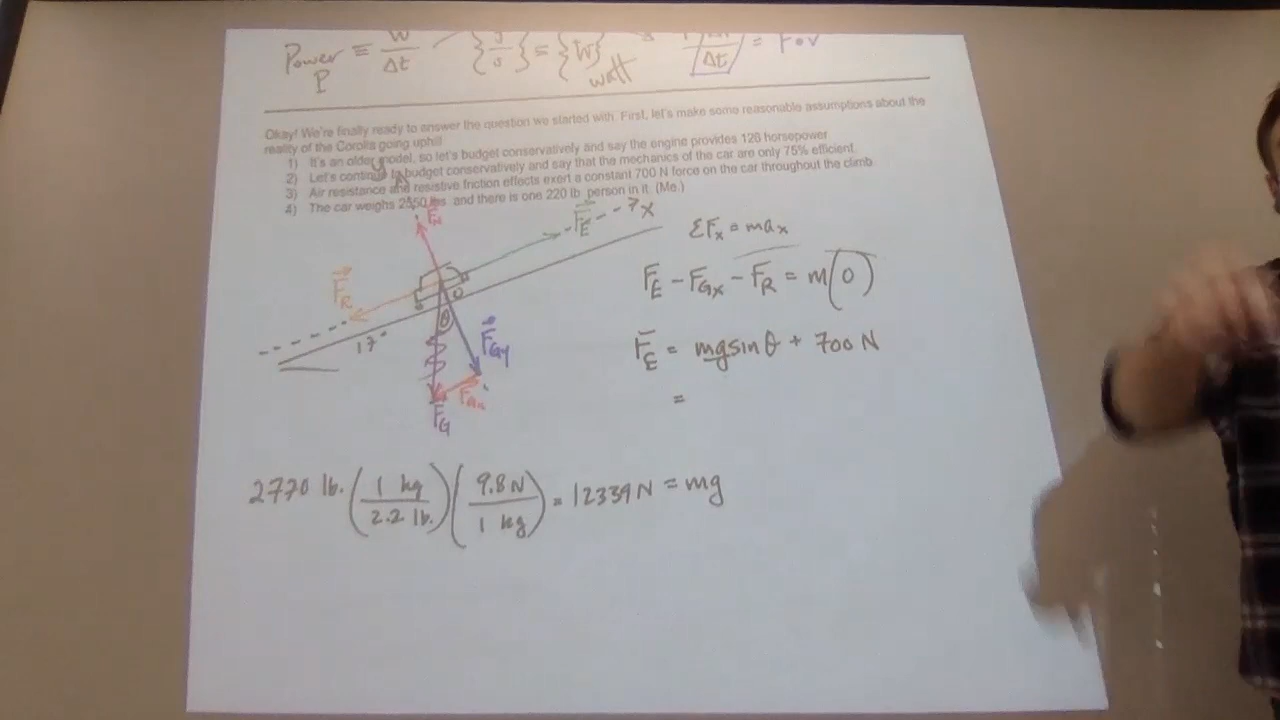 Power ≡ W/Δt {J/s} = {W} Δt = F∘v
P watt
Okay! We're finally ready to answer the question we started with. First, let's make some reasonable assumptions about the
reality of the Corolla going uphill
1) It's an older model, so let's budget conservatively and say the engine provides 126 horsepower
2) Let's continue to budget conservatively and say that the mechanics of the car are only 75% efficient.
3) Air resistance and resistive friction effects exert a constant 700 N force on the car throughout the climb
4) The car weighs 2550 lbs and there is one 220 lb person in it. (Me.)
F_N
F_E x
ΣF_x = ma_x
F_R
F_E - F_Gx - F_R = m(0)
θ
17°
F_Gy
F_E = mg sin θ + 700 N
F_G
=
2770 lb. (1 kg / 2.2 lb.) (9.8 N / 1 kg) = 12339 N = mg